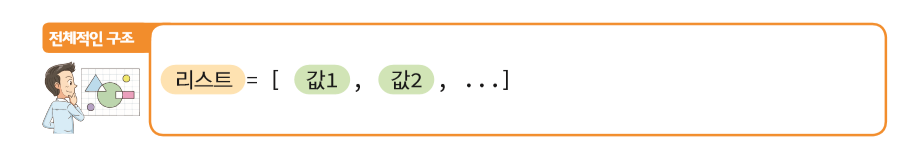 전체적인 구조
리스트 = [ 값1 , 값2 , ...]